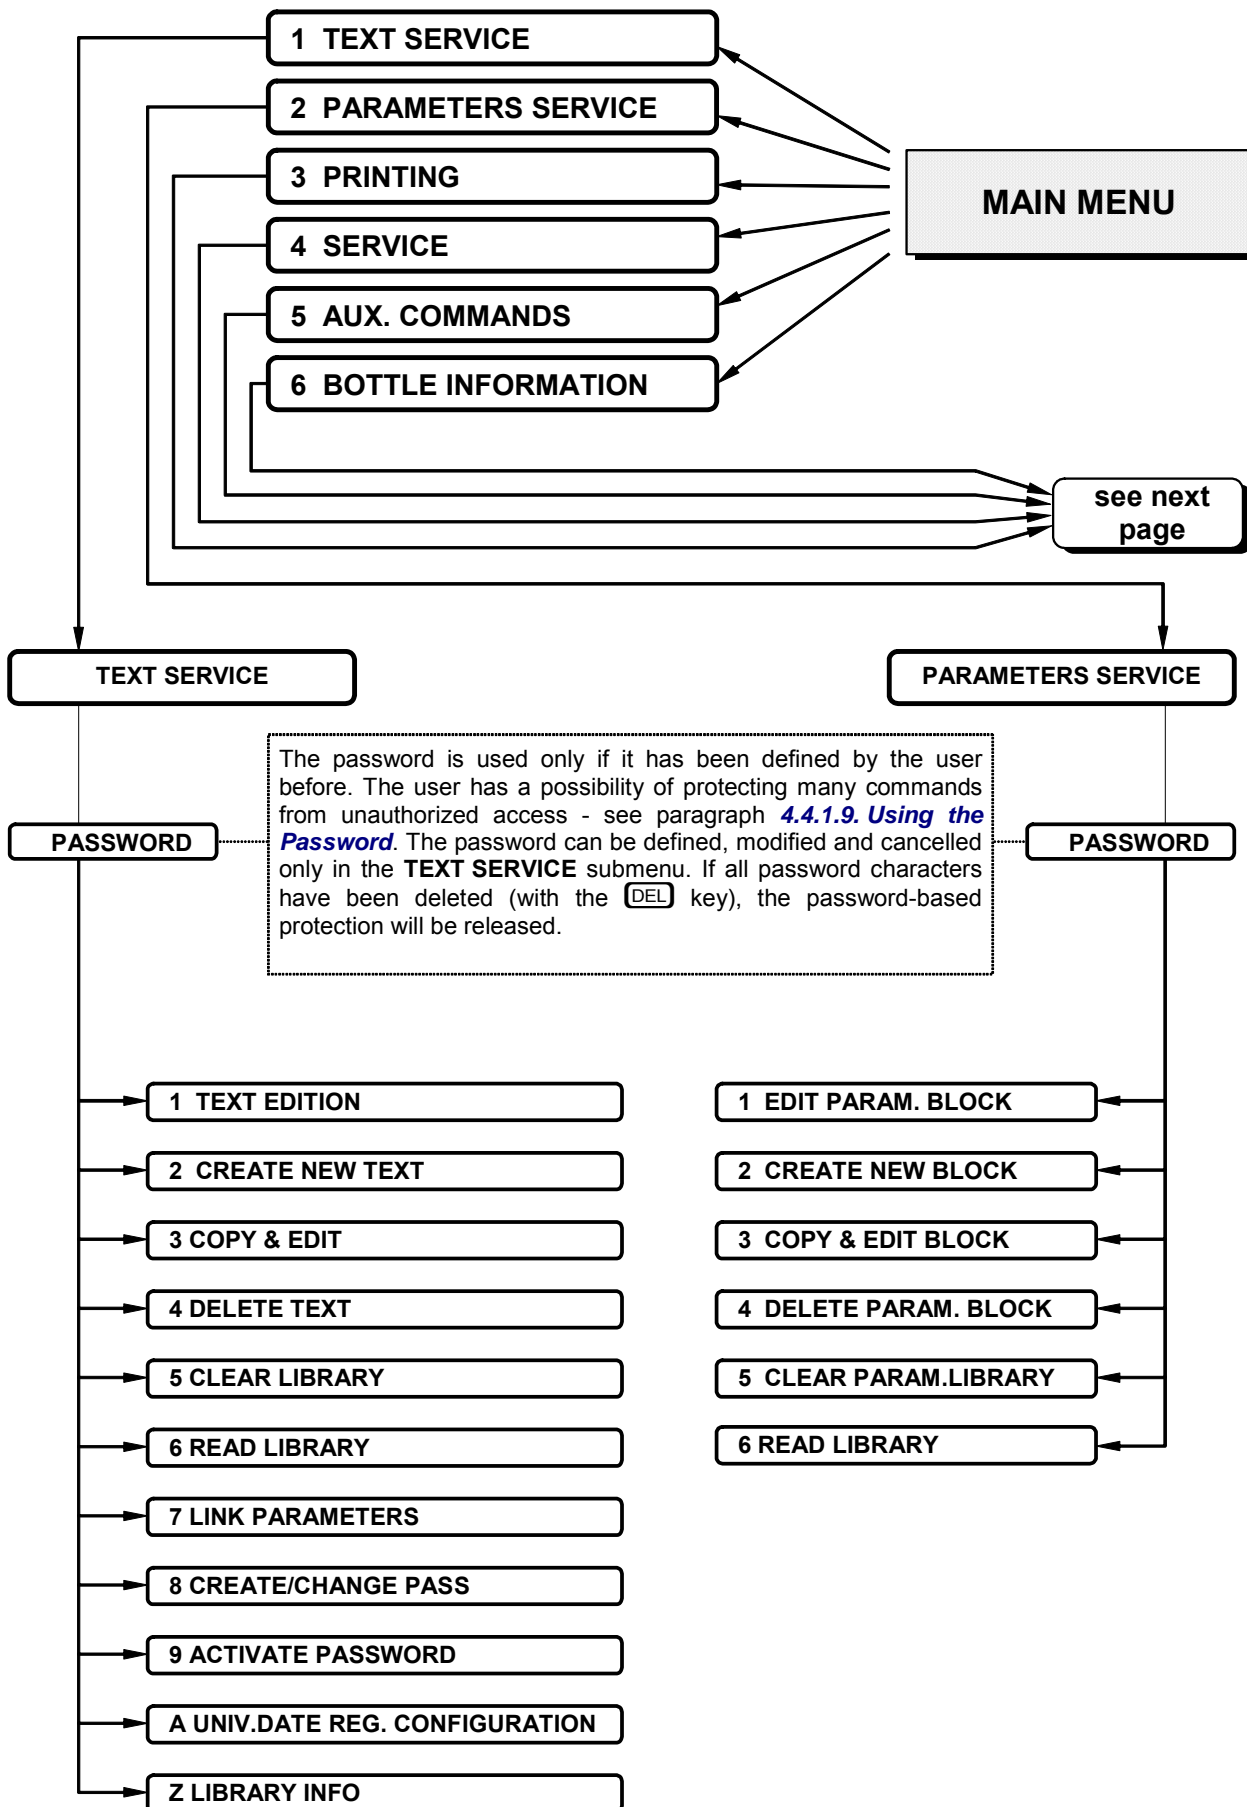 1 TEXT SERVICE
2 PARAMETERS SERVICE
3 PRINTING
MAIN MENU
4 SERVICE
5 AUX. COMMANDS
6 BOTTLE INFORMATION
see next
page
TEXT SERVICE
PARAMETERS SERVICE
The password is used only if it has been defined by the user
before. The user has a possibility of protecting many commands
from unauthorized access - see paragraph 4.4.1.9. Using the
Password. The password can be defined, modified and cancelled
only in the TEXT SERVICE submenu. If all password characters
have been deleted (with the DEL key), the password-based
protection will be released.
PASSWORD
PASSWORD
1 TEXT EDITION
2 CREATE NEW TEXT
3 COPY & EDIT
4 DELETE TEXT
5 CLEAR LIBRARY
6 READ LIBRARY
7 LINK PARAMETERS
8 CREATE/CHANGE PASS
9 ACTIVATE PASSWORD
A UNIV.DATE REG. CONFIGURATION
Z LIBRARY INFO
1 EDIT PARAM. BLOCK
2 CREATE NEW BLOCK
3 COPY & EDIT BLOCK
4 DELETE PARAM. BLOCK
5 CLEAR PARAM.LIBRARY
6 READ LIBRARY